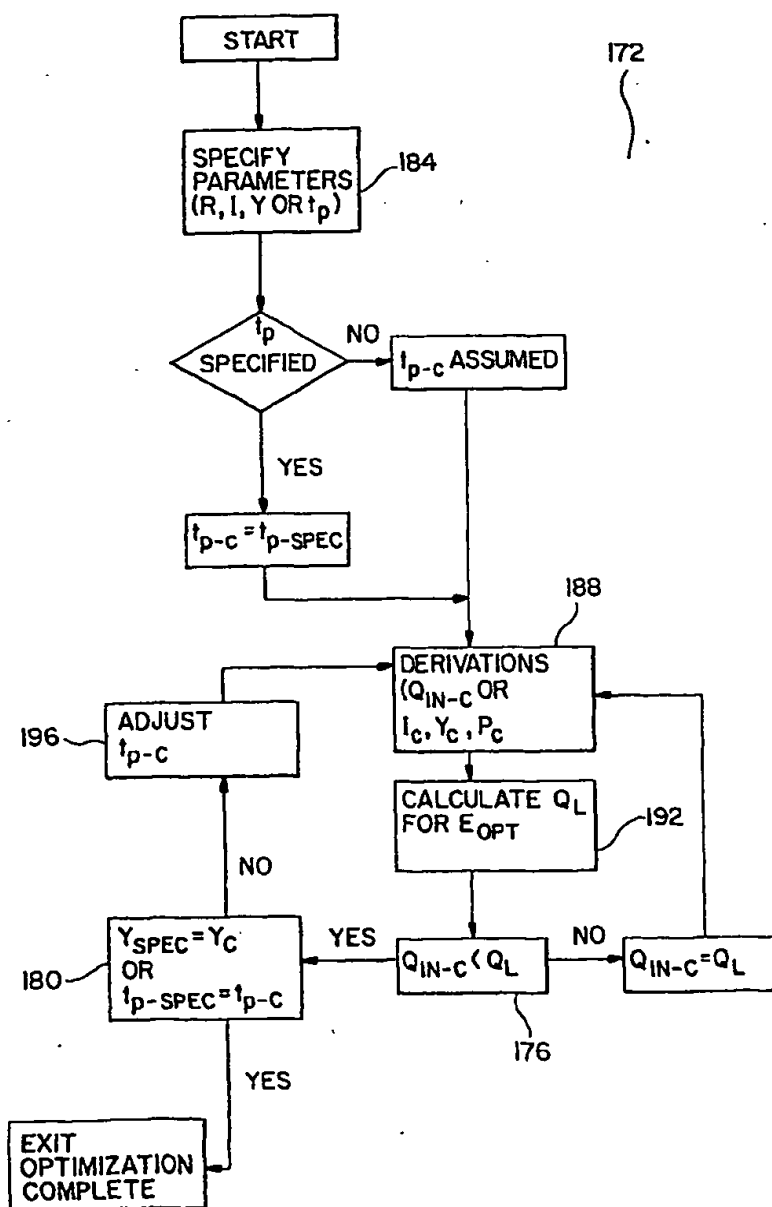 START
172
SPECIFY
PARAMETERS
(R, I, Y OR tp)
184
tp
SPECIFIED
NO
tp-c ASSUMED
YES
tp-c = tp-SPEC
188
DERIVATIONS
(QIN-C OR
Ic, Yc, Pc
ADJUST
tp-c
196
CALCULATE QL
FOR EOPT
192
NO
YSPEC = YC
OR
tp-SPEC = tp-c
180
YES
QIN-C < QL
NO
QIN-C = QL
176
YES
EXIT
OPTIMIZATION
COMPLETE